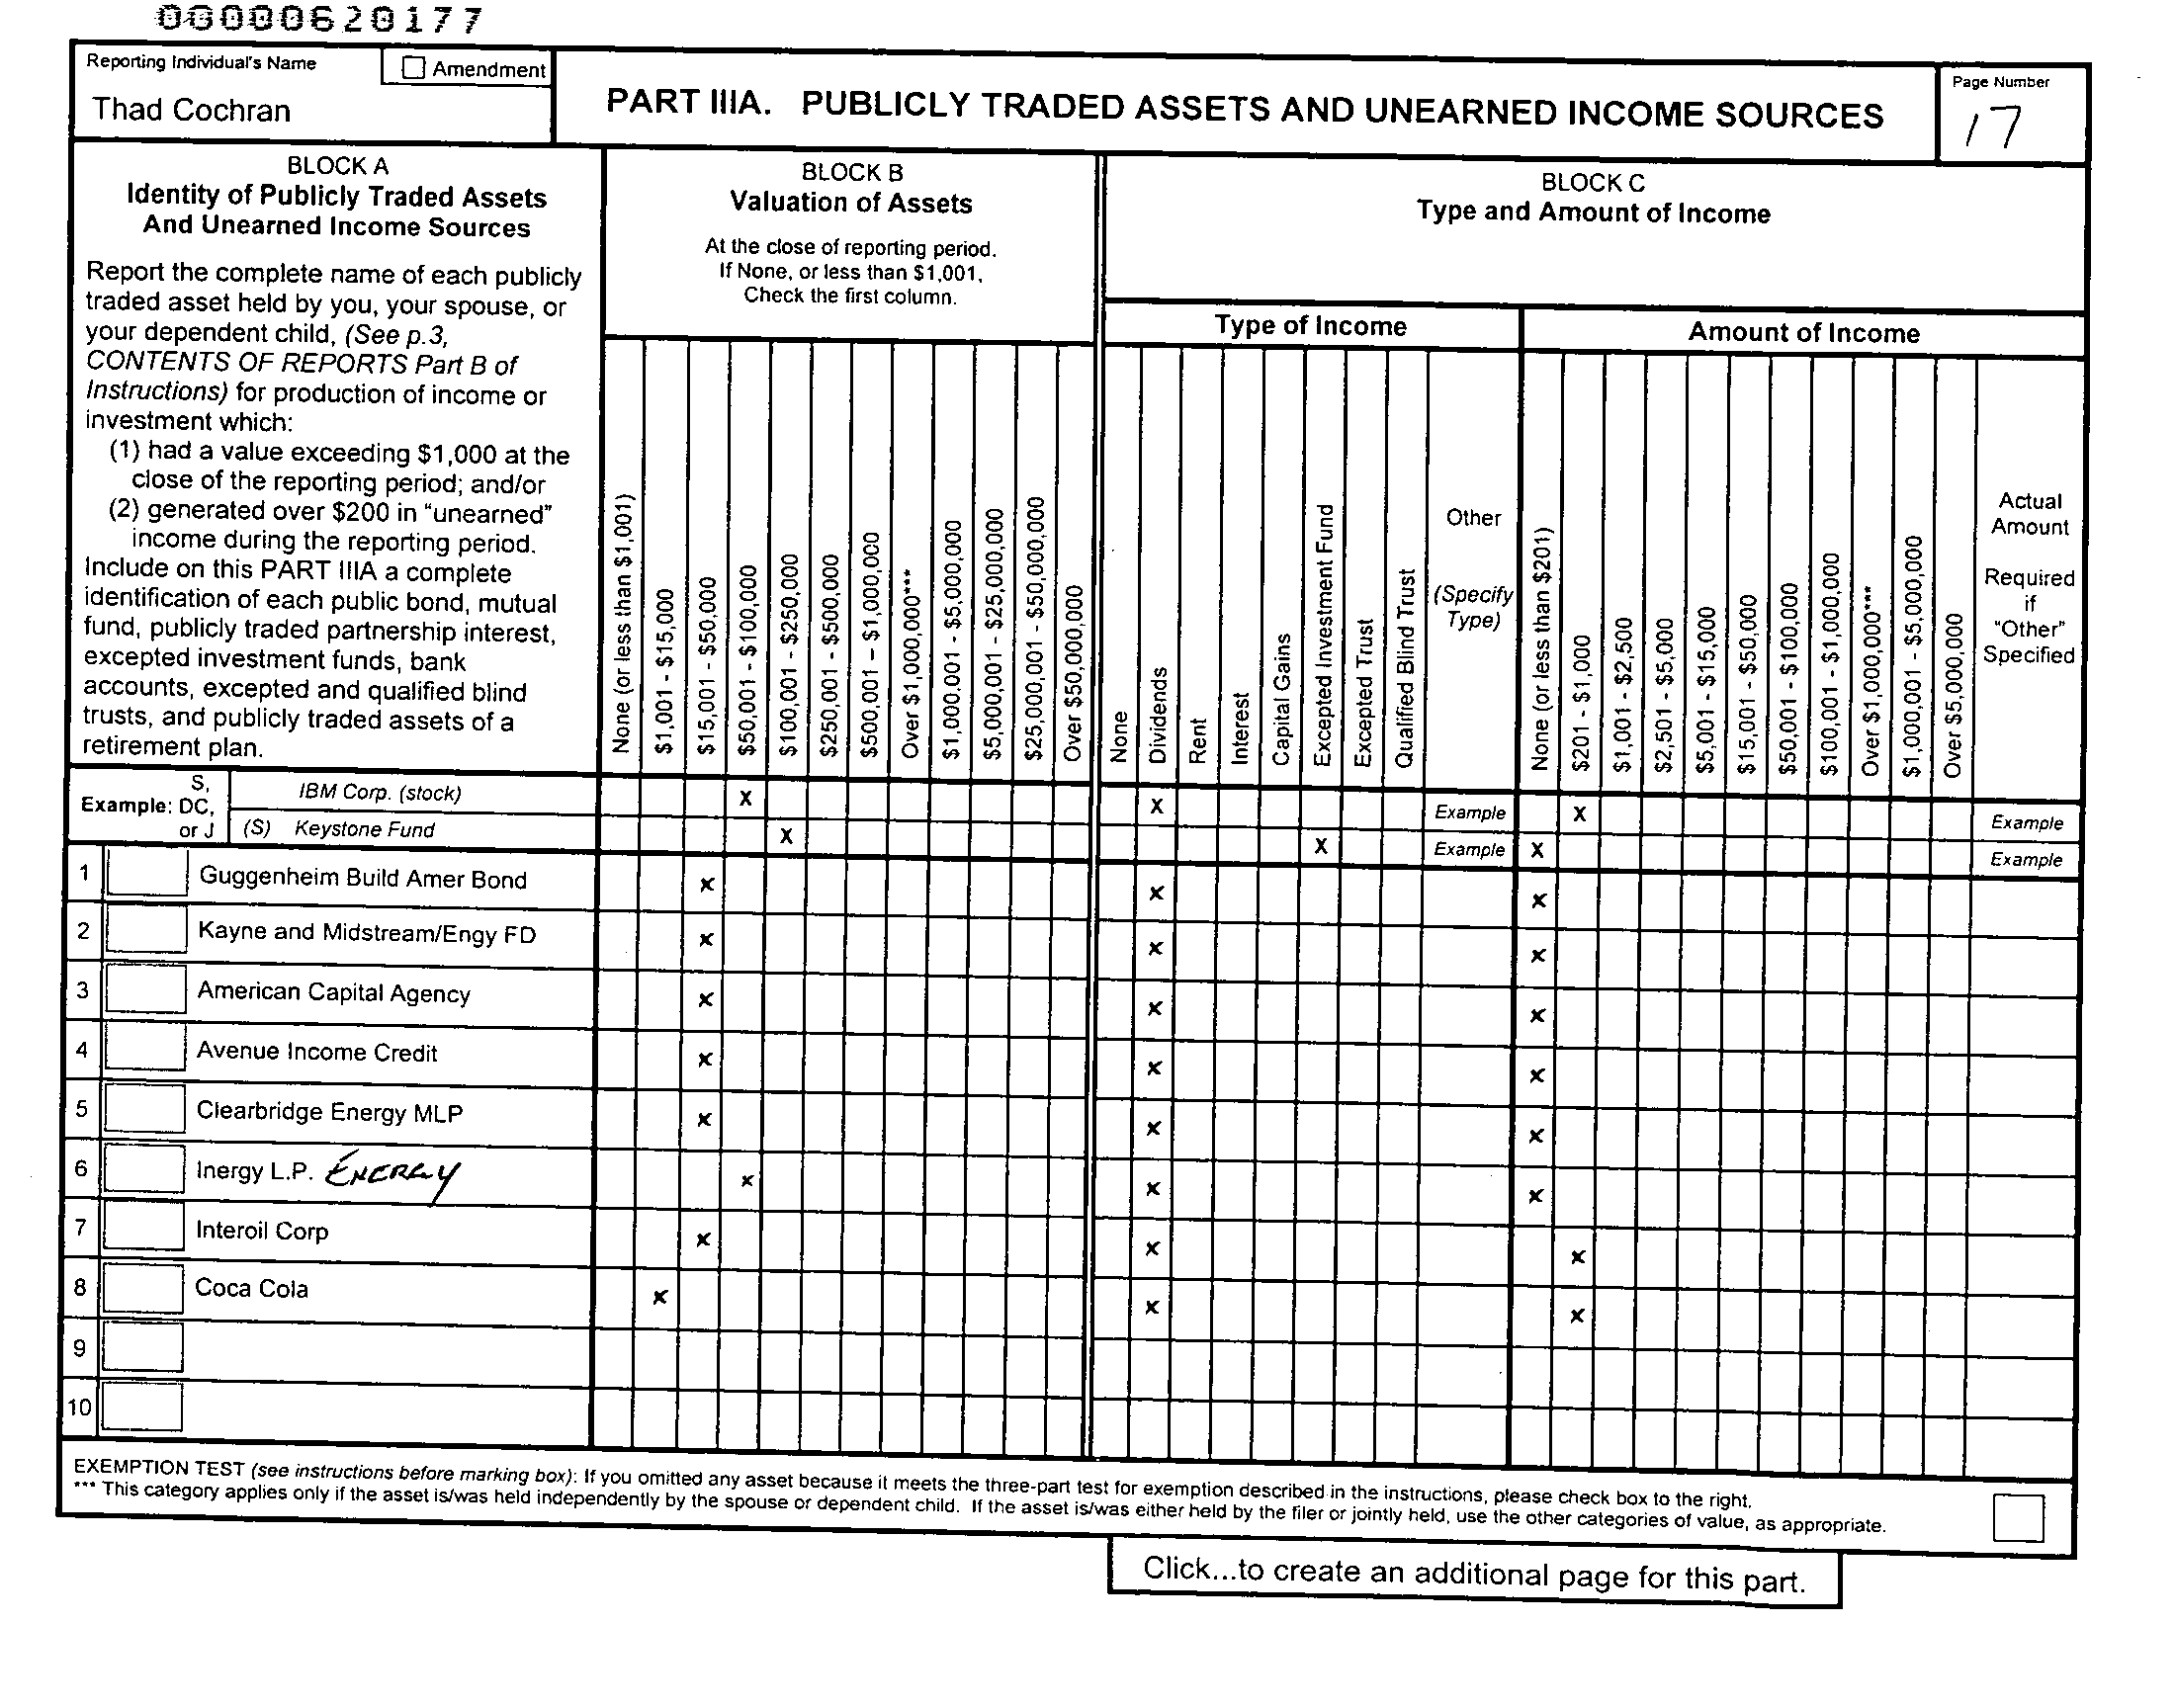 00000620177
Reporting Individual's Name
Amendment
Thad Cochran
PART IIIA. PUBLICLY TRADED ASSETS AND UNEARNED INCOME SOURCES
Page Number
17
BLOCK A
Identity of Publicly Traded Assets
And Unearned Income Sources
Report the complete name of each publicly
traded asset held by you, your spouse, or
your dependent child, (See p.3,
CONTENTS OF REPORTS Part B of
Instructions) for production of income or
investment which:
(1) had a value exceeding $1,000 at the
close of the reporting period; and/or
(2) generated over $200 in "unearned"
income during the reporting period.
Include on this PART IIIA a complete
identification of each public bond, mutual
fund, publicly traded partnership interest,
excepted investment funds, bank
accounts, excepted and qualified blind
trusts, and publicly traded assets of a
retirement plan.
BLOCK B
Valuation of Assets
At the close of reporting period.
If None, or less than $1,001,
Check the first column.
None (or less than $1,001)
$1,001 - $15,000
$15,001 - $50,000
$50,001 - $100,000
$100,001 - $250,000
$250,001 - $500,000
$500,001 – $1,000,000
Over $1,000,000***
$1,000,001 - $5,000,000
$5,000,001 - $25,000,000
$25,000,001 - $50,000,000
Over $50,000,000
BLOCK C
Type and Amount of Income
Type of Income
None
Dividends
Rent
Interest
Capital Gains
Excepted Investment Fund
Excepted Trust
Qualified Blind Trust
Other
(Specify
Type)
Amount of Income
None (or less than $201)
$201 - $1,000
$1,001 - $2,500
$2,501 - $5,000
$5,001 - $15,000
$15,001 - $50,000
$50,001 - $100,000
$100,001 - $1,000,000
Over $1,000,000***
$1,000,001 - $5,000,000
Over $5,000,000
Actual
Amount
Required
if
"Other"
Specified
Example:
S,
DC,
or J
IBM Corp. (stock) X X Example X Example
(S) Keystone Fund X X Example X Example
1 Guggenheim Build Amer Bond x x x
2 Kayne and Midstream/Engy FD x x x
3 American Capital Agency x x x
4 Avenue Income Credit x x x
5 Clearbridge Energy MLP x x x
6 Inergy L.P. ENERGY x x x
7 Interoil Corp x x x
8 Coca Cola x x x
9
10
EXEMPTION TEST (see instructions before marking box): If you omitted any asset because it meets the three-part test for exemption described in the instructions, please check box to the right.
*** This category applies only if the asset is/was held independently by the spouse or dependent child. If the asset is/was either held by the filer or jointly held, use the other categories of value, as appropriate.
Click...to create an additional page for this part.